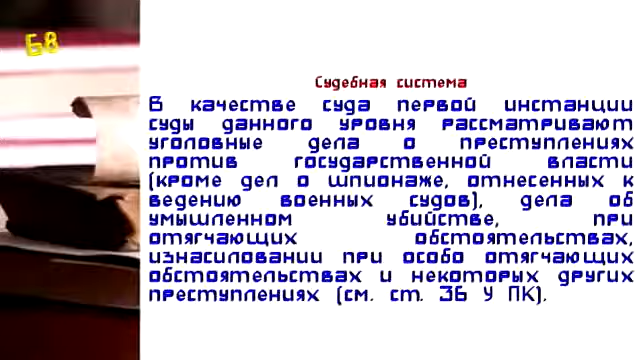 Б8
Судебная система
В качестве суда первой инстанции
суды данного уровня рассматривают
уголовные дела о преступлениях
против государственной власти
(кроме дел о шпионаже, отнесенных к
ведению военных судов), дела об
умышленном убийстве, при
отягчающих обстоятельствах,
изнасиловании при особо отягчающих
обстоятельствах и некоторых других
преступлениях (см. ст. 36 У ПК).